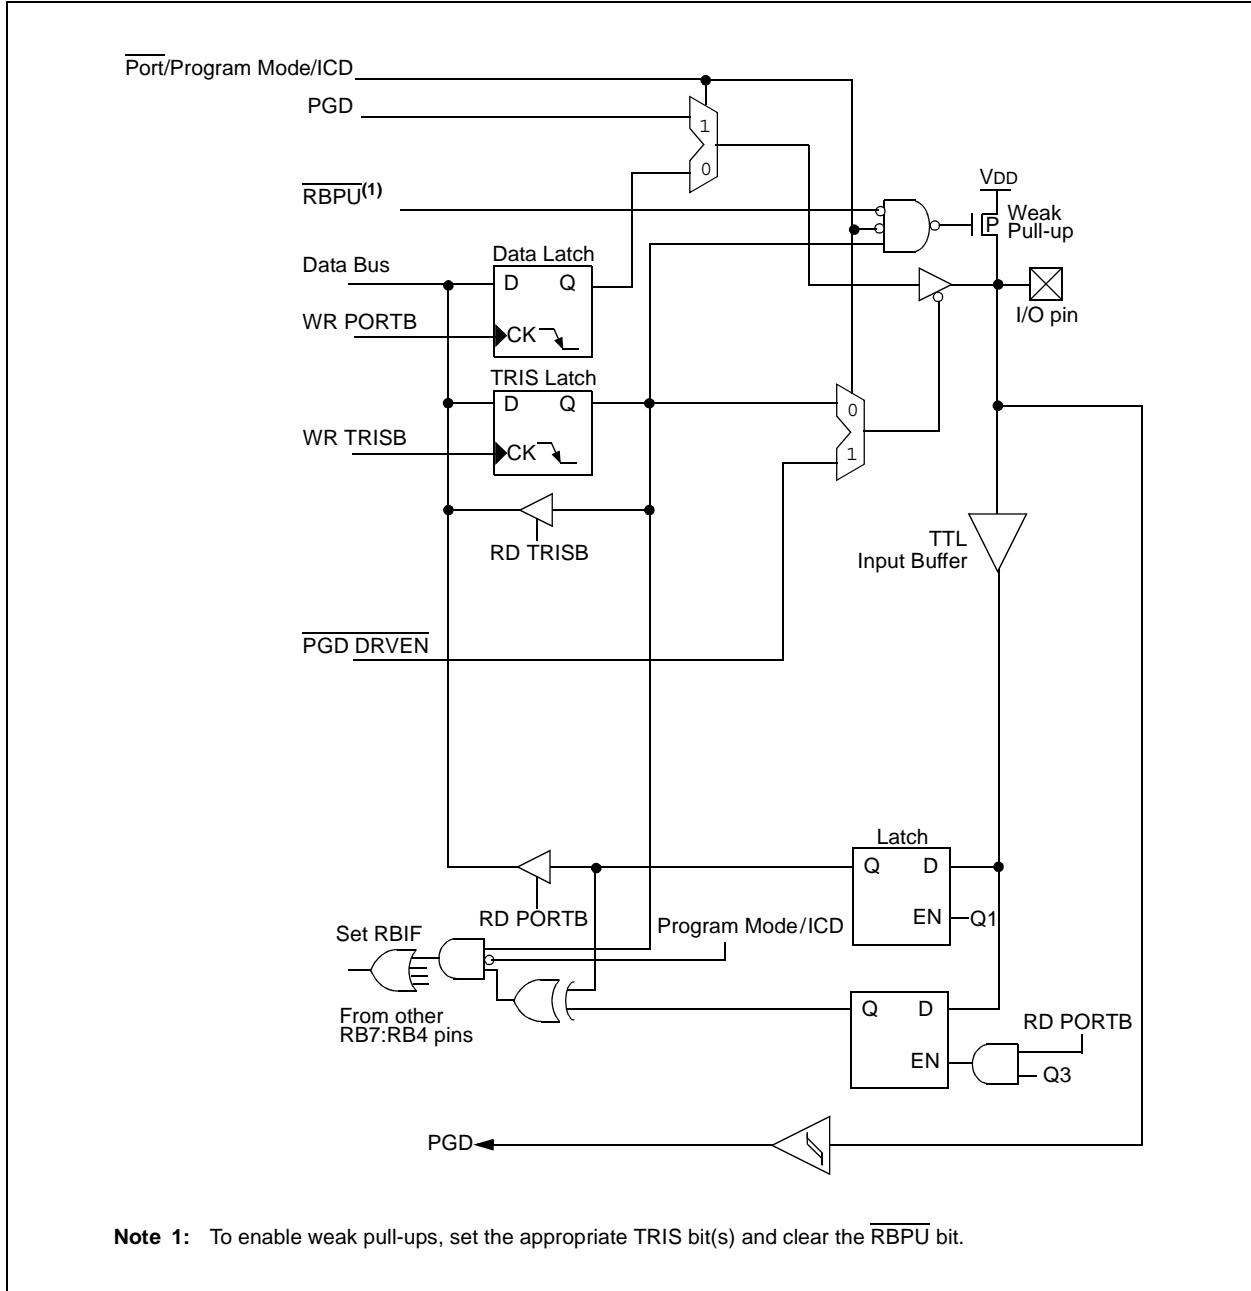 Port/Program Mode/ICD
PGD
1
0
RBPU(1)
VDD
P
Weak
Pull-up
Data Bus
Data Latch
D Q
I/O pin
WR PORTB
CK
TRIS Latch
D Q
0
WR TRISB
CK
1
RD TRISB
TTL
Input Buffer
PGD DRVEN
Latch
Q D
RD PORTB
EN
Q1
Set RBIF
Program Mode/ICD
From other
RB7:RB4 pins
Q D
RD PORTB
EN
Q3
PGD
Note 1: To enable weak pull-ups, set the appropriate TRIS bit(s) and clear the RBPU bit.